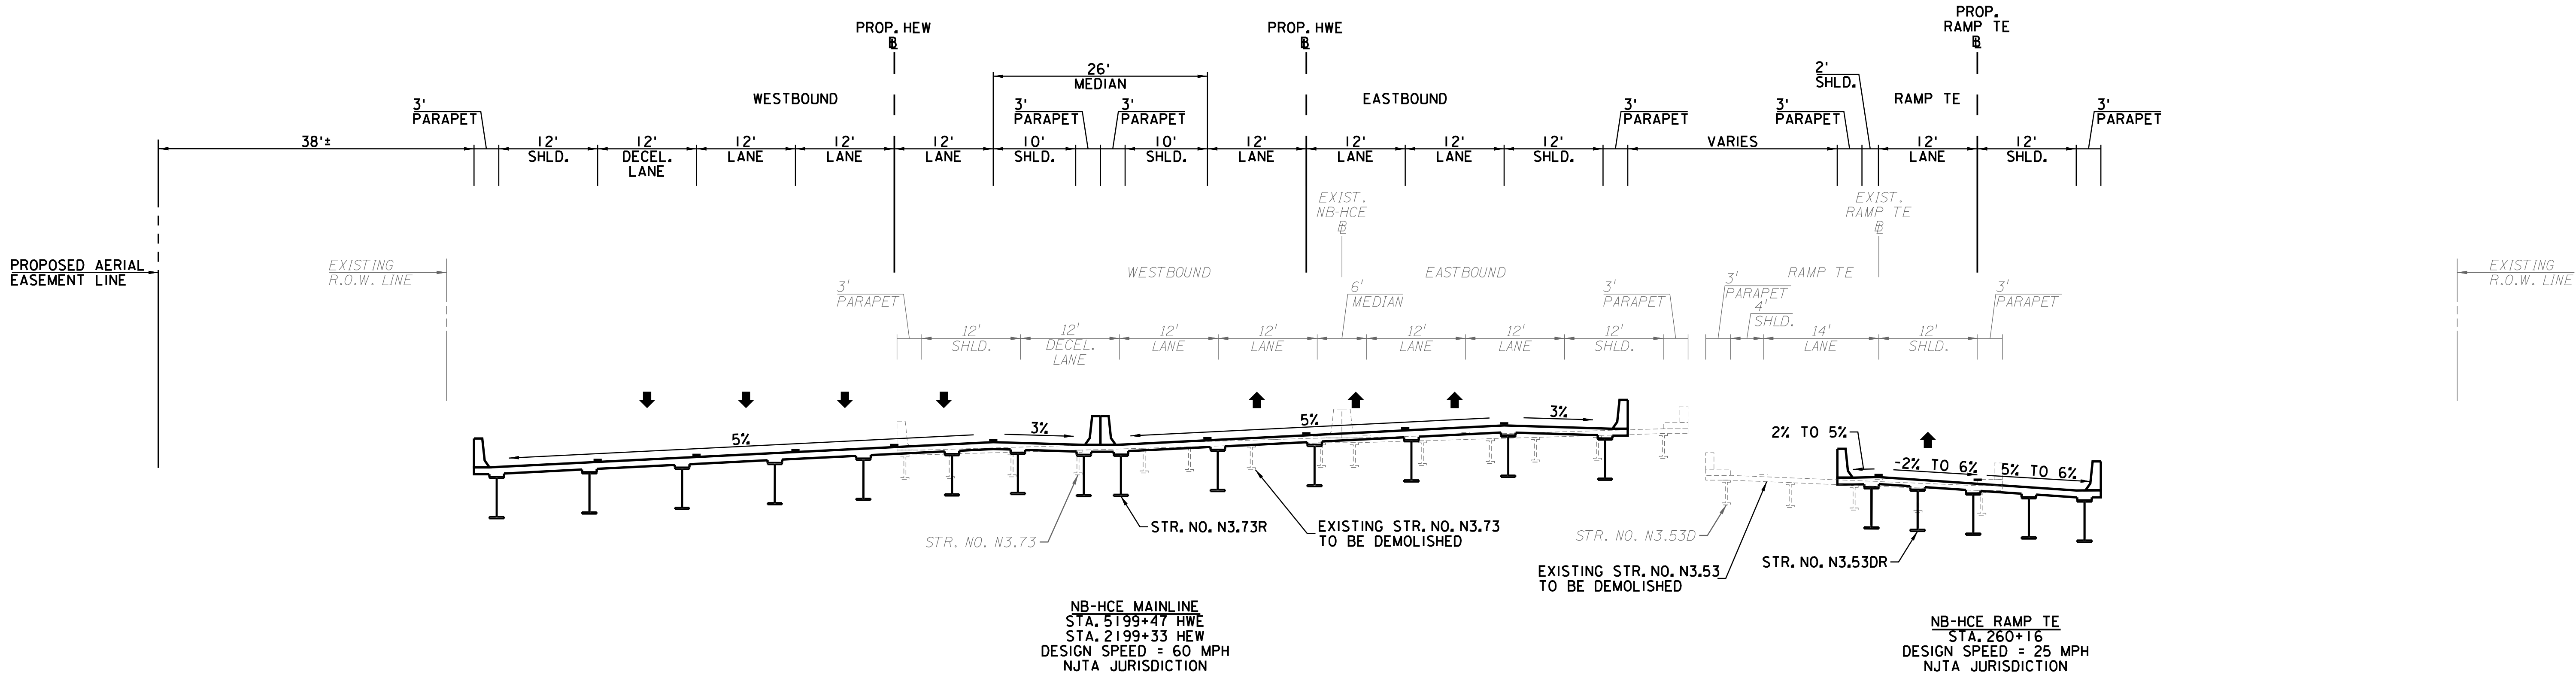 PROP. HEW
B
PROP. HWE
B
PROP.
RAMP TE
B
26'
MEDIAN
WESTBOUND
EASTBOUND
RAMP TE
2'
SHLD.
3'
PARAPET
3'
PARAPET
3'
PARAPET
3'
PARAPET
3'
PARAPET
3'
PARAPET
38'±
12'
SHLD.
12'
DECEL.
LANE
12'
LANE
12'
LANE
12'
LANE
10'
SHLD.
10'
SHLD.
12'
LANE
12'
LANE
12'
LANE
12'
SHLD.
VARIES
12'
LANE
12'
SHLD.
EXIST.
NB-HCE
B
EXIST.
RAMP TE
B
PROPOSED AERIAL
EASEMENT LINE
EXISTING
R.O.W. LINE
WESTBOUND
EASTBOUND
RAMP TE
EXISTING
R.O.W. LINE
3'
PARAPET
6'
MEDIAN
3'
PARAPET
3'
PARAPET
4'
SHLD.
3'
PARAPET
12'
SHLD.
12'
DECEL.
LANE
12'
LANE
12'
LANE
12'
LANE
12'
LANE
12'
SHLD.
14'
LANE
12'
SHLD.
5%
3%
5%
3%
2% TO 5%
-2% TO 6%
5% TO 6%
STR. NO. N3.73
STR. NO. N3.73R
EXISTING STR. NO. N3.73
TO BE DEMOLISHED
STR. NO. N3.53D
EXISTING STR. NO. N3.53
TO BE DEMOLISHED
STR. NO. N3.53DR
NB-HCE MAINLINE
STA. 5199+47 HWE
STA. 2199+33 HEW
DESIGN SPEED = 60 MPH
NJTA JURISDICTION
NB-HCE RAMP TE
STA. 260+16
DESIGN SPEED = 25 MPH
NJTA JURISDICTION